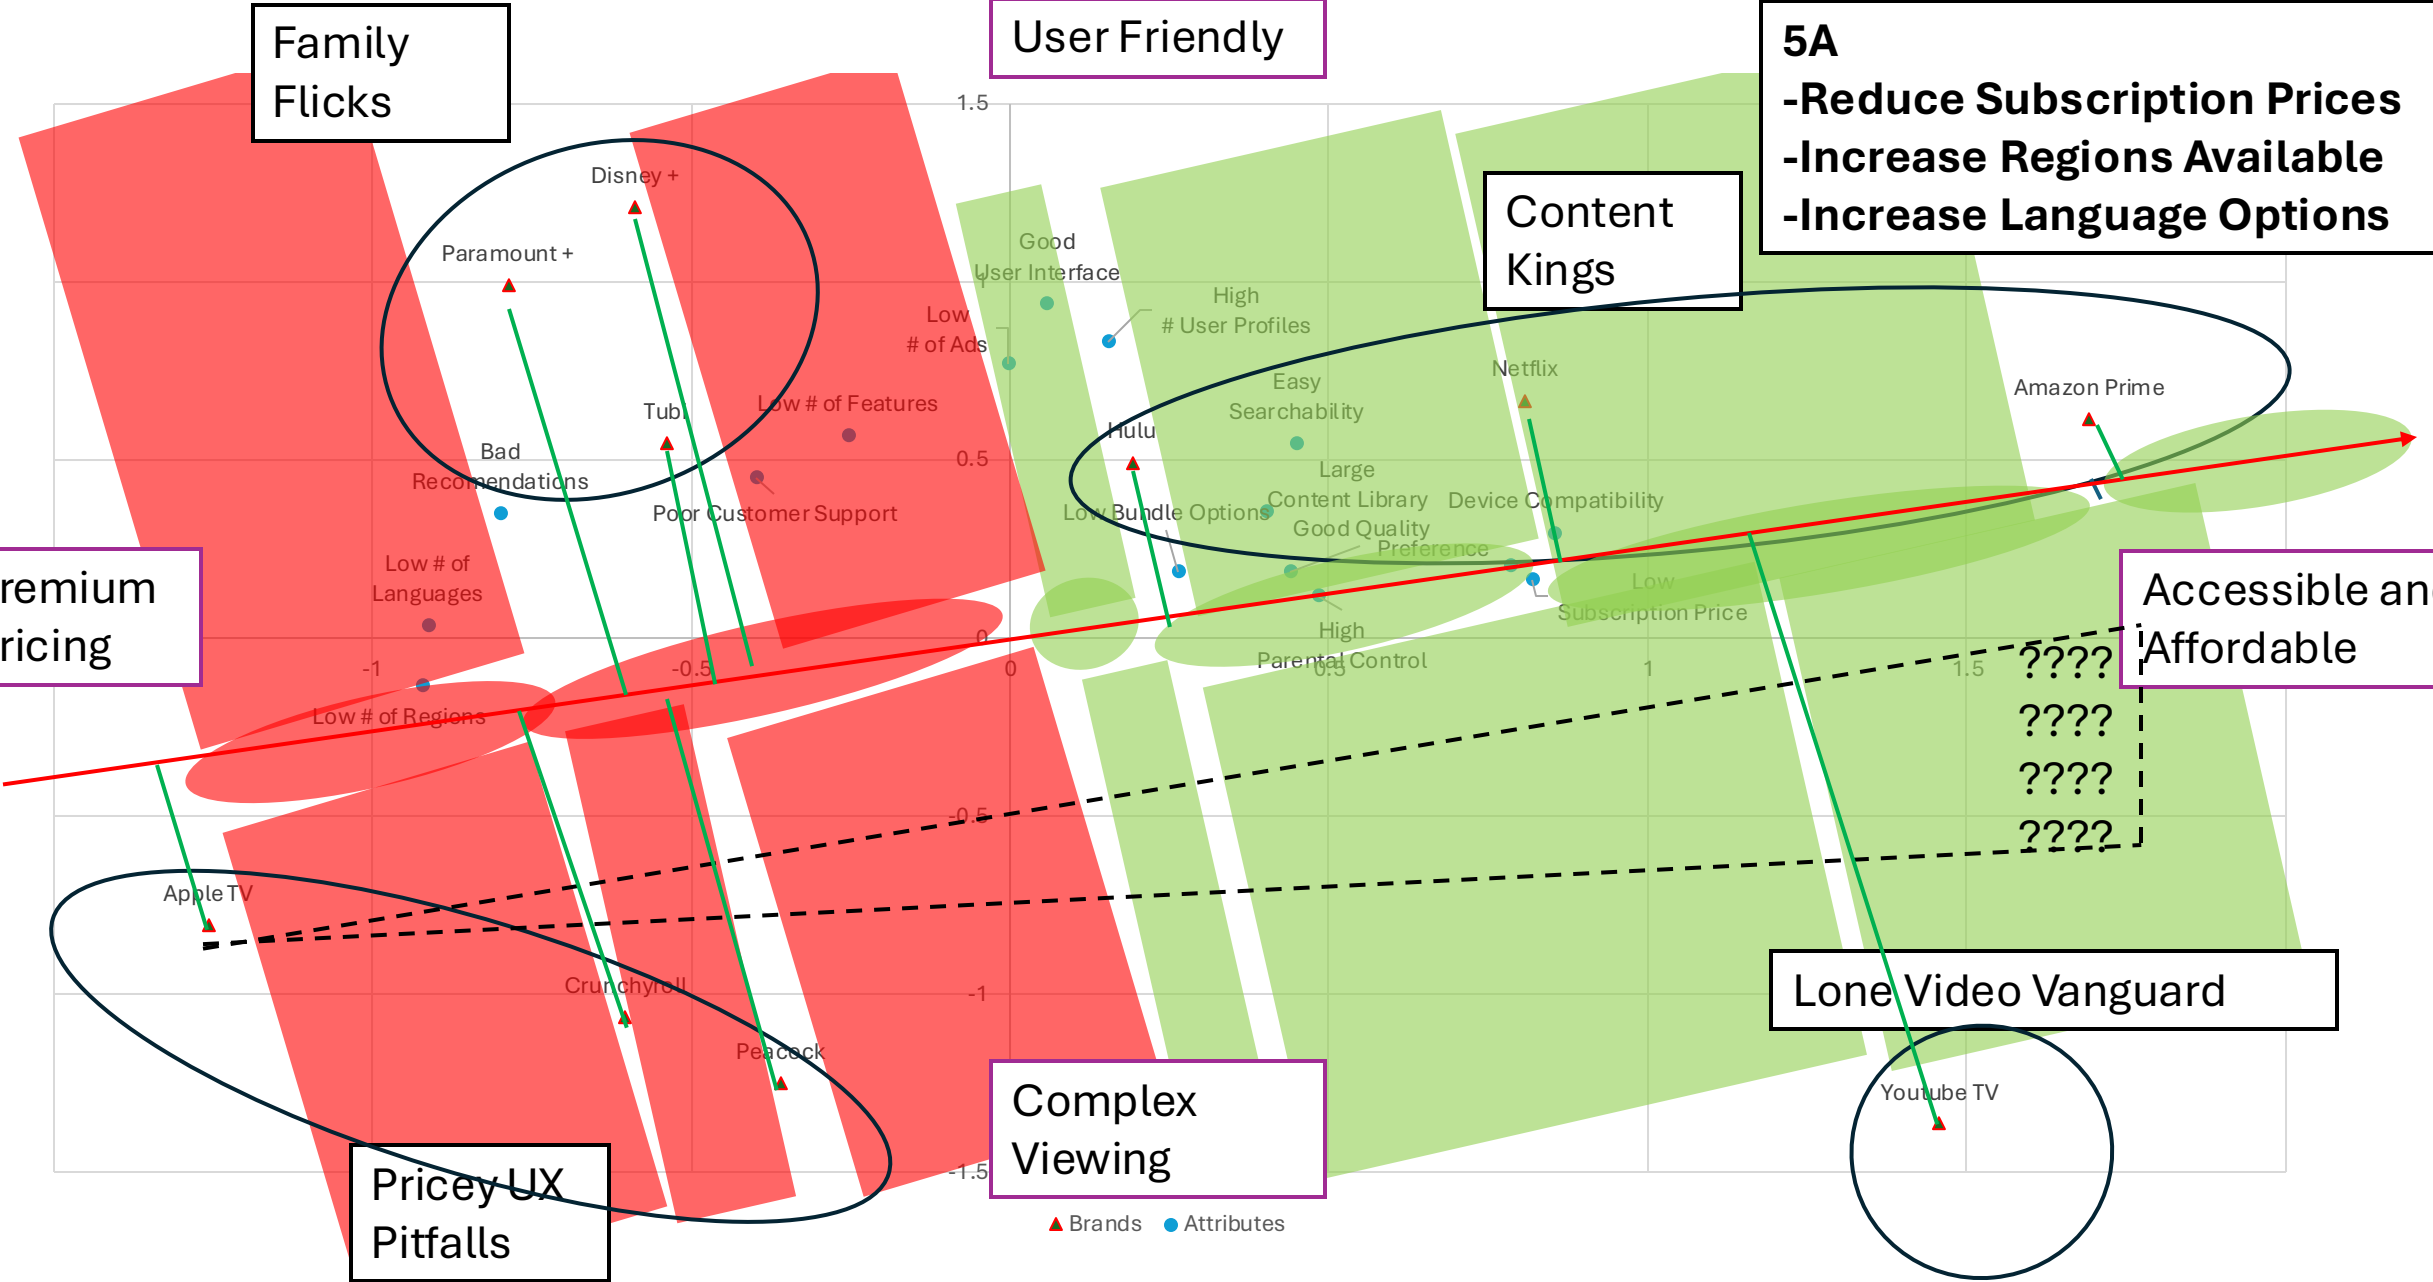 Family
Flicks
User Friendly
5A
-Reduce Subscription Prices
-Increase Regions Available
-Increase Language Options
1.5
Disney +
Content
Kings
Paramount +
Good
User Interface
1
High
# User Profiles
Low
# of Ads
Netflix
Amazon Prime
Easy
Searchability
Tubi
Low # of Features
Hulu
Bad
Recomendations
0.5
Large
Content Library
Device Compatibility
Poor Customer Support
Low Bundle Options
Good Quality
Preference
Low # of
Languages
Low
Subscription Price
remium
ricing
Accessible an
Affordable
0
High
Parental Control
-1
-0.5
0
0.5
1
1.5
????
????
????
????
Low # of Regions
-0.5
Apple TV
Crunchyroll
-1
Lone Video Vanguard
Peacock
Youtube TV
Complex
Viewing
-1.5
Pricey UX
Pitfalls
Brands
Attributes